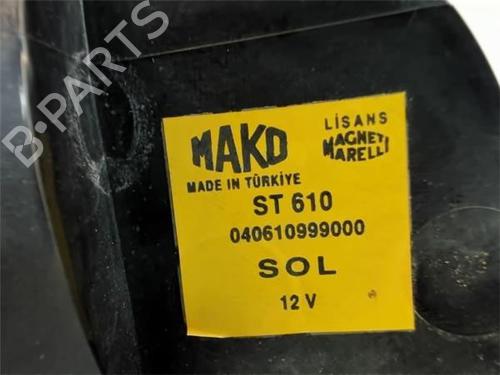 B-PARTS
MAKO
LİSANS
MAGNETI
MARELLI
MADE IN TÜRKİYE
ST 610
040610999000
SOL
12 V